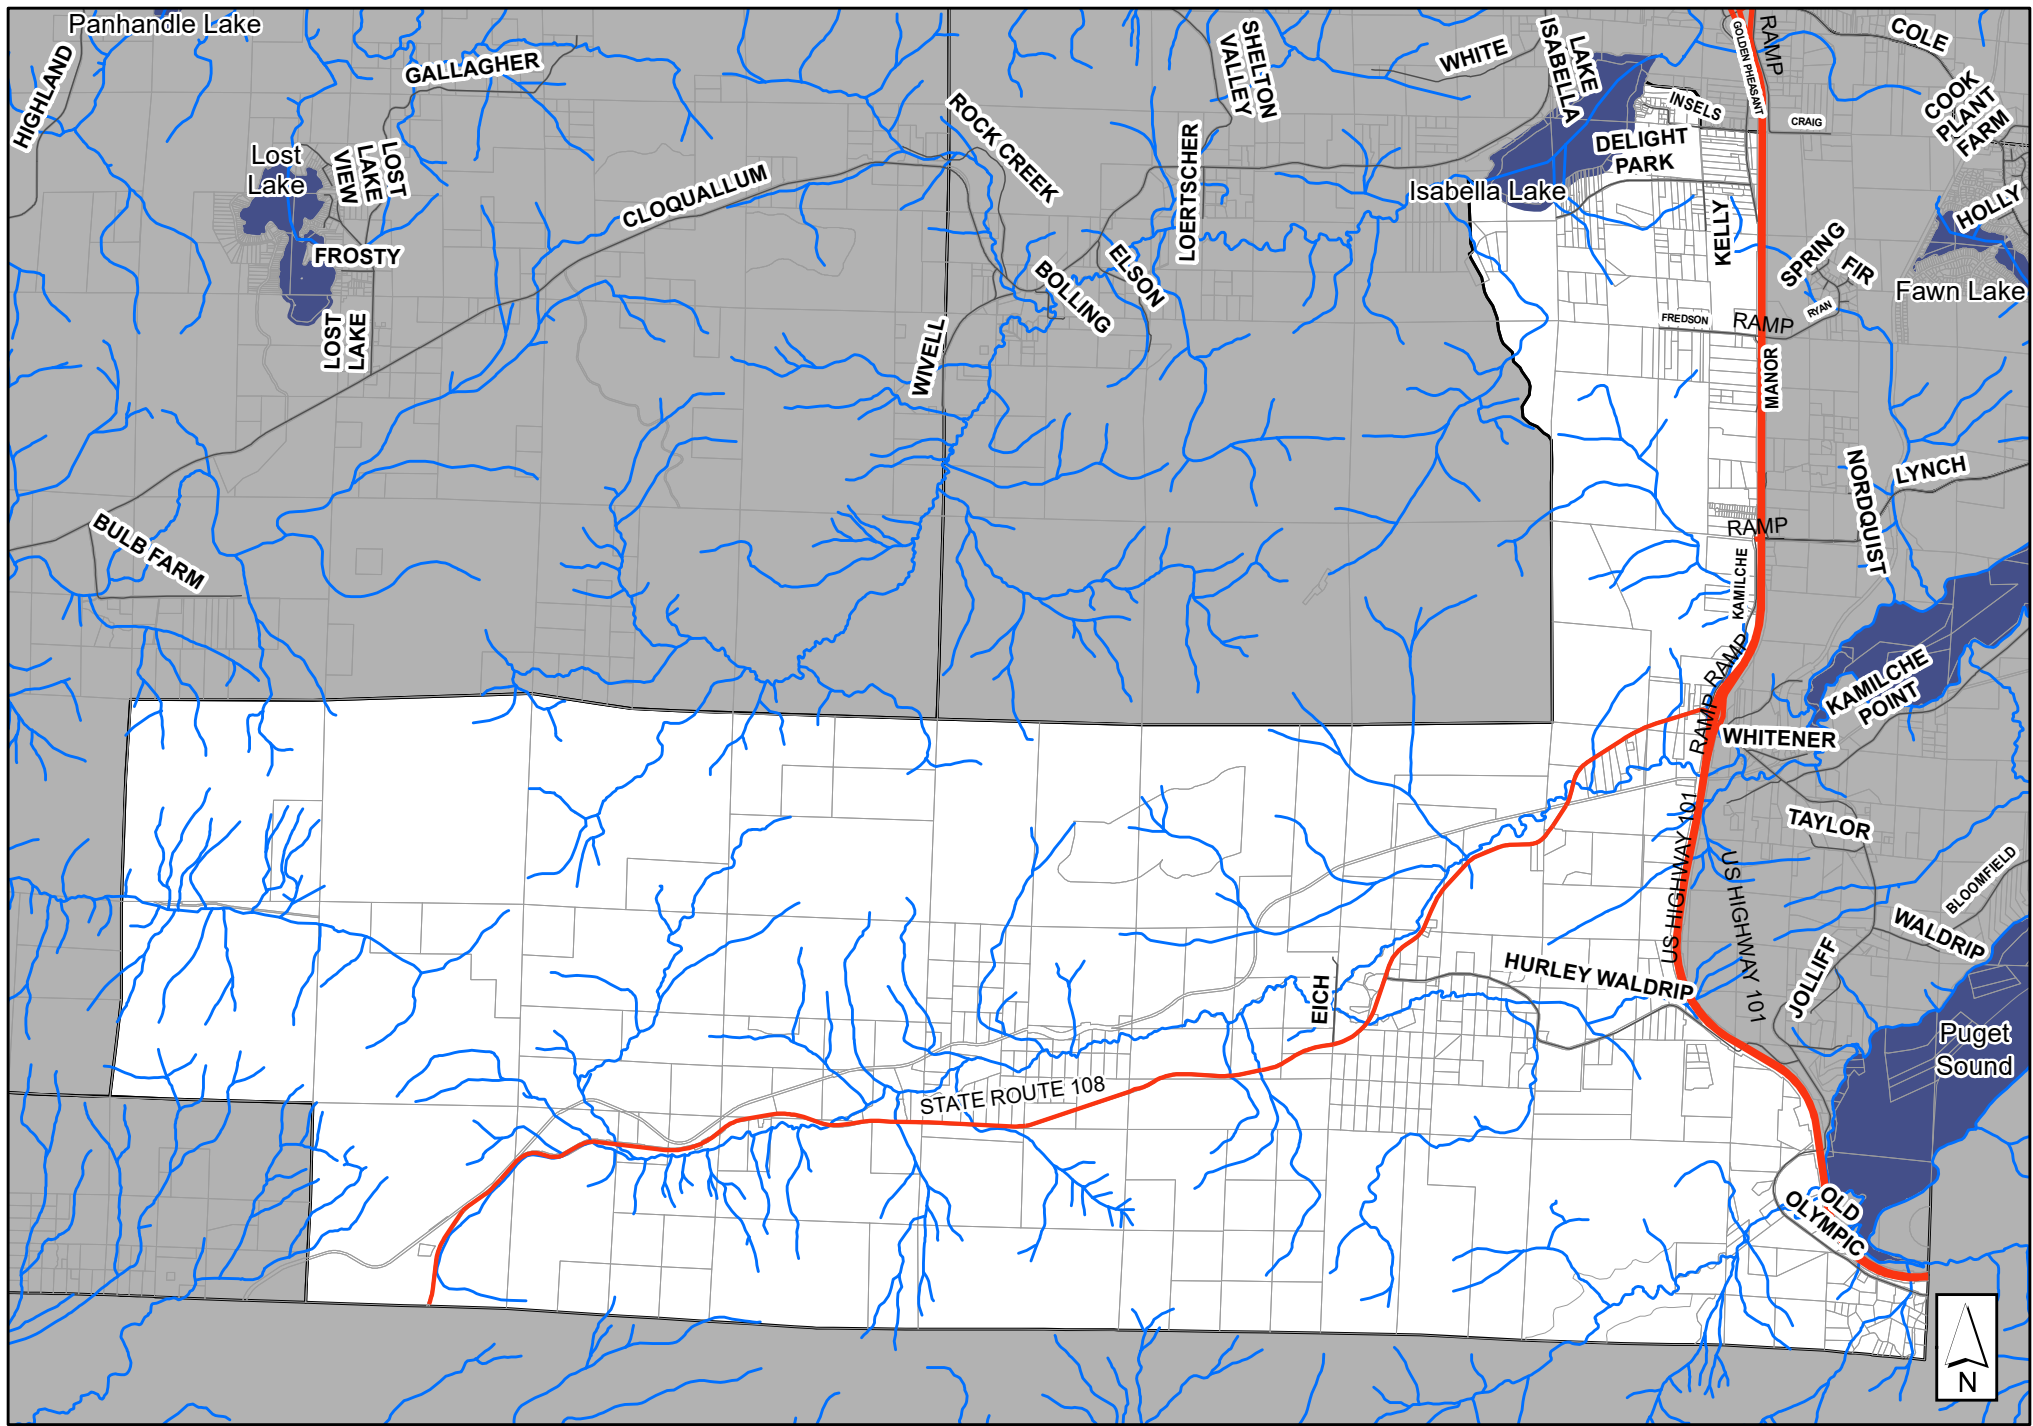 Panhandle Lake
HIGHLAND
GALLAGHER
SHELTON
VALLEY
WHITE
LAKE
ISABELLA
GOLDEN PHEASANT
RAMP
COLE
COOK
PLANT
FARM
INSELS
CRAIG
DELIGHT
PARK
ROCK CREEK
LOERTSCHER
Lost
Lake
LOST
LAKE
VIEW
CLOQUALLUM
Isabella Lake
KELLY
HOLLY
FROSTY
ELSON
BOLLING
SPRING
FIR
RYAN
Fawn Lake
LOST
LAKE
WIVELL
FREDSON
RAMP
MANOR
NORDQUIST
LYNCH
BULB FARM
RAMP
KAMILCHE
RAMP
KAMILCHE
POINT
RAMP
WHITENER
US HIGHWAY 101
US HIGHWAY 101
TAYLOR
BLOOMFIELD
WALDRIP
JOLLIFF
HURLEY WALDRIP
EICH
Puget
Sound
STATE ROUTE 108
OLD
OLYMPIC
N